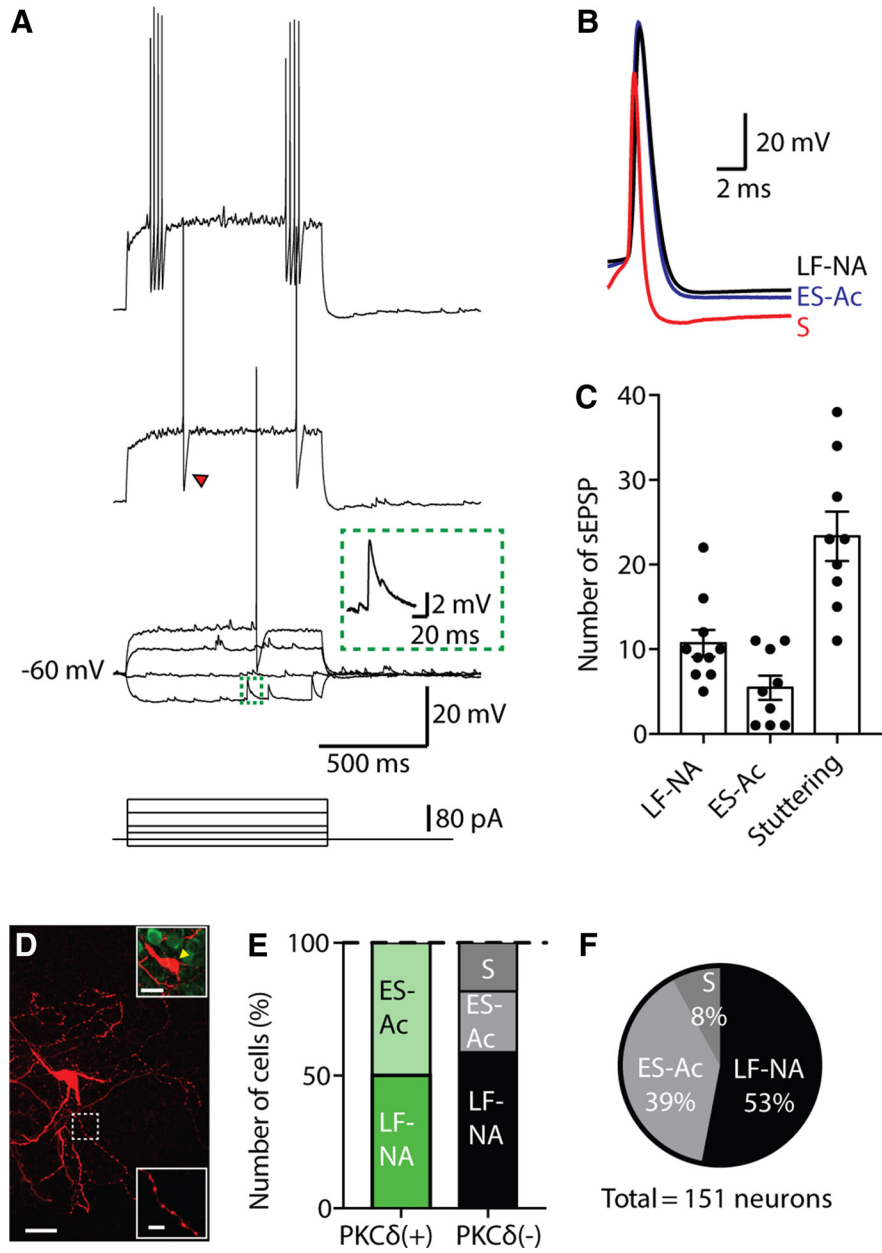 A
-60 mV
2 mV
20 ms
20 mV
500 ms
80 pA
B
20 mV
2 ms
LF-NA
ES-Ac
S
C
Number of sEPSP
40
30
20
10
0
LF-NA
ES-Ac
Stuttering
D
E
Number of cells (%)
100
50
0
ES-
Ac
LF-
NA
S
ES-
Ac
LF-
NA
PKCδ(+)
PKCδ(-)
F
S
8%
ES-Ac
39%
LF-NA
53%
Total = 151 neurons